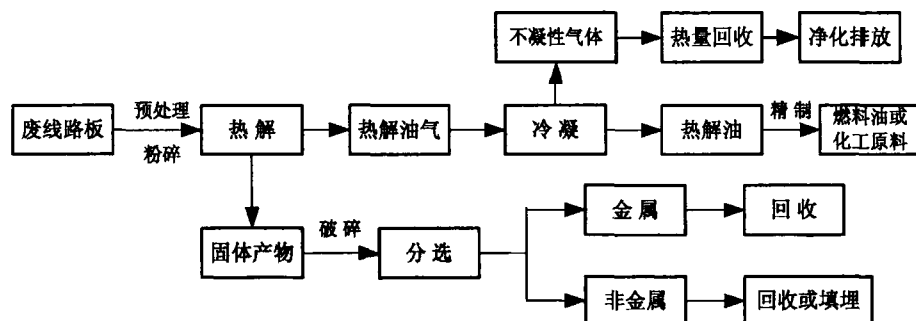 不凝性气体
热量回收
净化排放
废线路板
预处理
粉碎
热解
热解油气
冷凝
热解油
精制
燃料油或
化工原料
固体产物
破碎
分选
金属
回收
非金属
回收或填埋